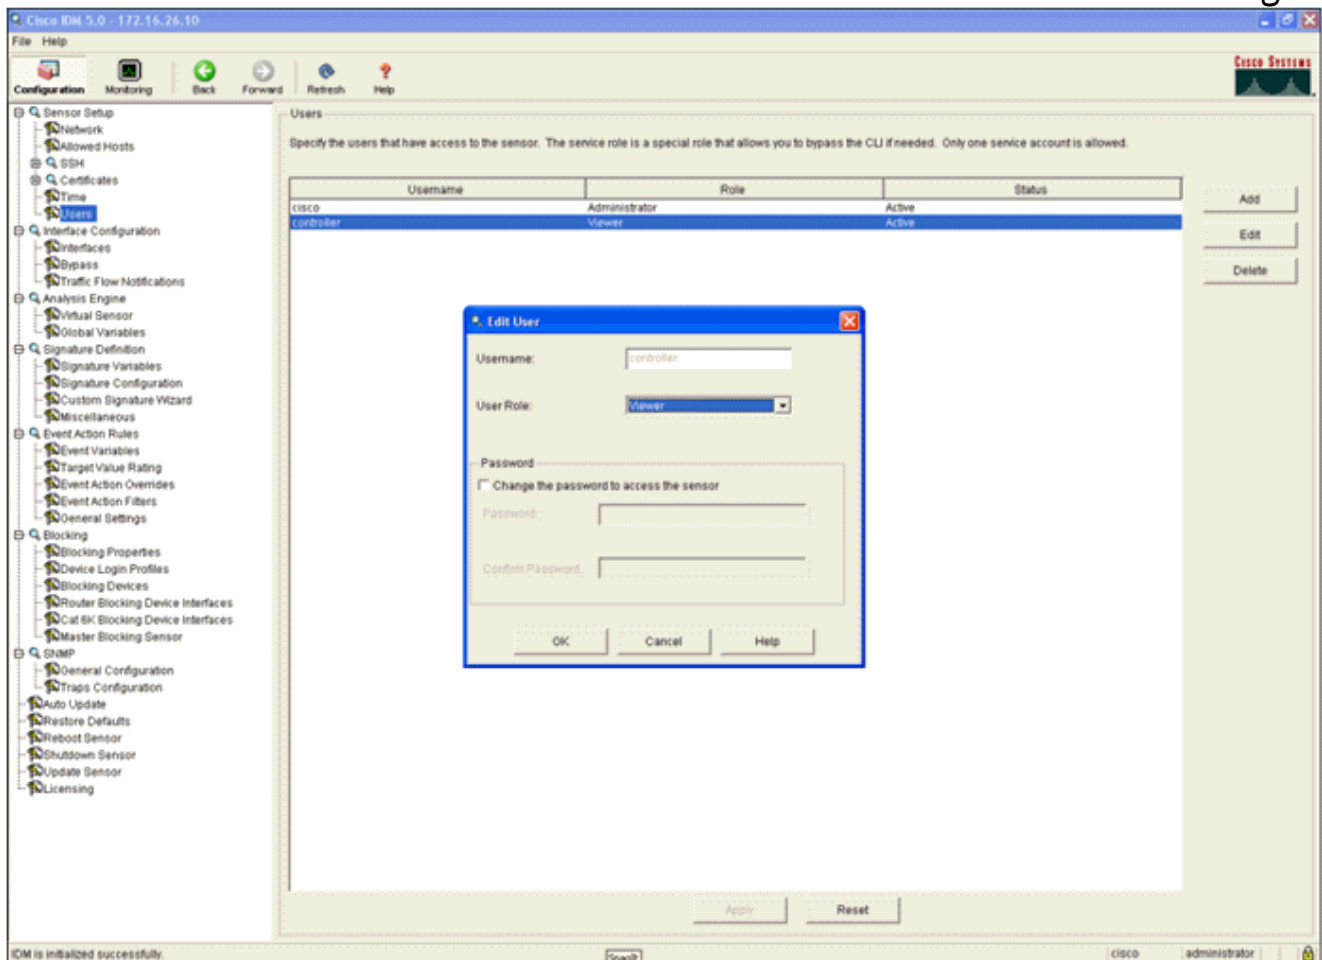 Cisco IDM 5.0 - 172.16.26.10
File Help
Configuration Monitoring Back Forward Refresh Help
CISCO SYSTEMS
Sensor Setup
Network
Allowed Hosts
SSH
Certificates
Time
Users
Interface Configuration
Interfaces
Bypass
Traffic Flow Notifications
Analysis Engine
Virtual Sensor
Global Variables
Signature Definition
Signature Variables
Signature Configuration
Custom Signature Wizard
Miscellaneous
Event Action Rules
Event Variables
Target Value Rating
Event Action Overrides
Event Action Filters
General Settings
Blocking
Blocking Properties
Device Login Profiles
Blocking Devices
Router Blocking Device Interfaces
Cat 6K Blocking Device Interfaces
Master Blocking Sensor
SNMP
General Configuration
Traps Configuration
Auto Update
Restore Defaults
Reboot Sensor
Shutdown Sensor
Update Sensor
Licensing
Users
Specify the users that have access to the sensor. The service role is a special role that allows you to bypass the CLI if needed. Only one service account is allowed.
Username Role Status
cisco Administrator Active
controller Viewer Active
Add
Edit
Delete
Edit User
Username: controller
User Role: Viewer
Password
Change the password to access the sensor
Password:
Confirm Password:
OK Cancel Help
Apply Reset
IDM is initialized successfully. SnagIt cisco administrator